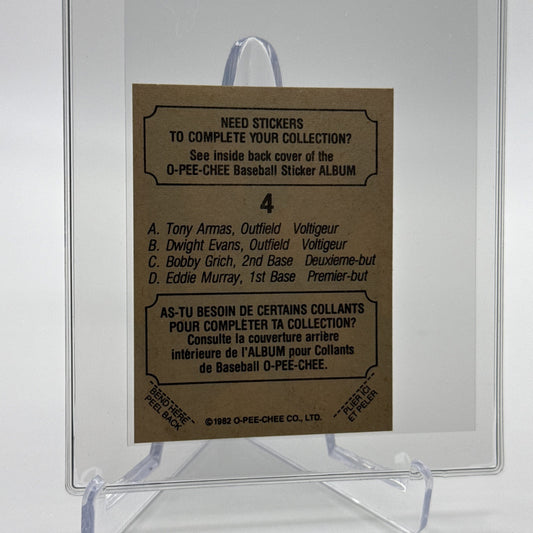 NEED STICKERS
TO COMPLETE YOUR COLLECTION?
See inside back cover of the
O-PEE-CHEE Baseball Sticker ALBUM
4
A. Tony Armas, Outfield Voltigeur
B. Dwight Evans, Outfield Voltigeur
C. Bobby Grich, 2nd Base Deuxieme-but
D. Eddie Murray, 1st Base Premier-but
AS-TU BESOIN DE CERTAINS COLLANTS
POUR COMPLÉTER TA COLLECTION?
Consulte la couverture arrière
intérieure de l'ALBUM pour Collants
de Baseball O-PEE-CHEE.
BEND HERE
PEEL BACK
PLIER ICI
ET PELER
©1982 O-PEE-CHEE CO., LTD.